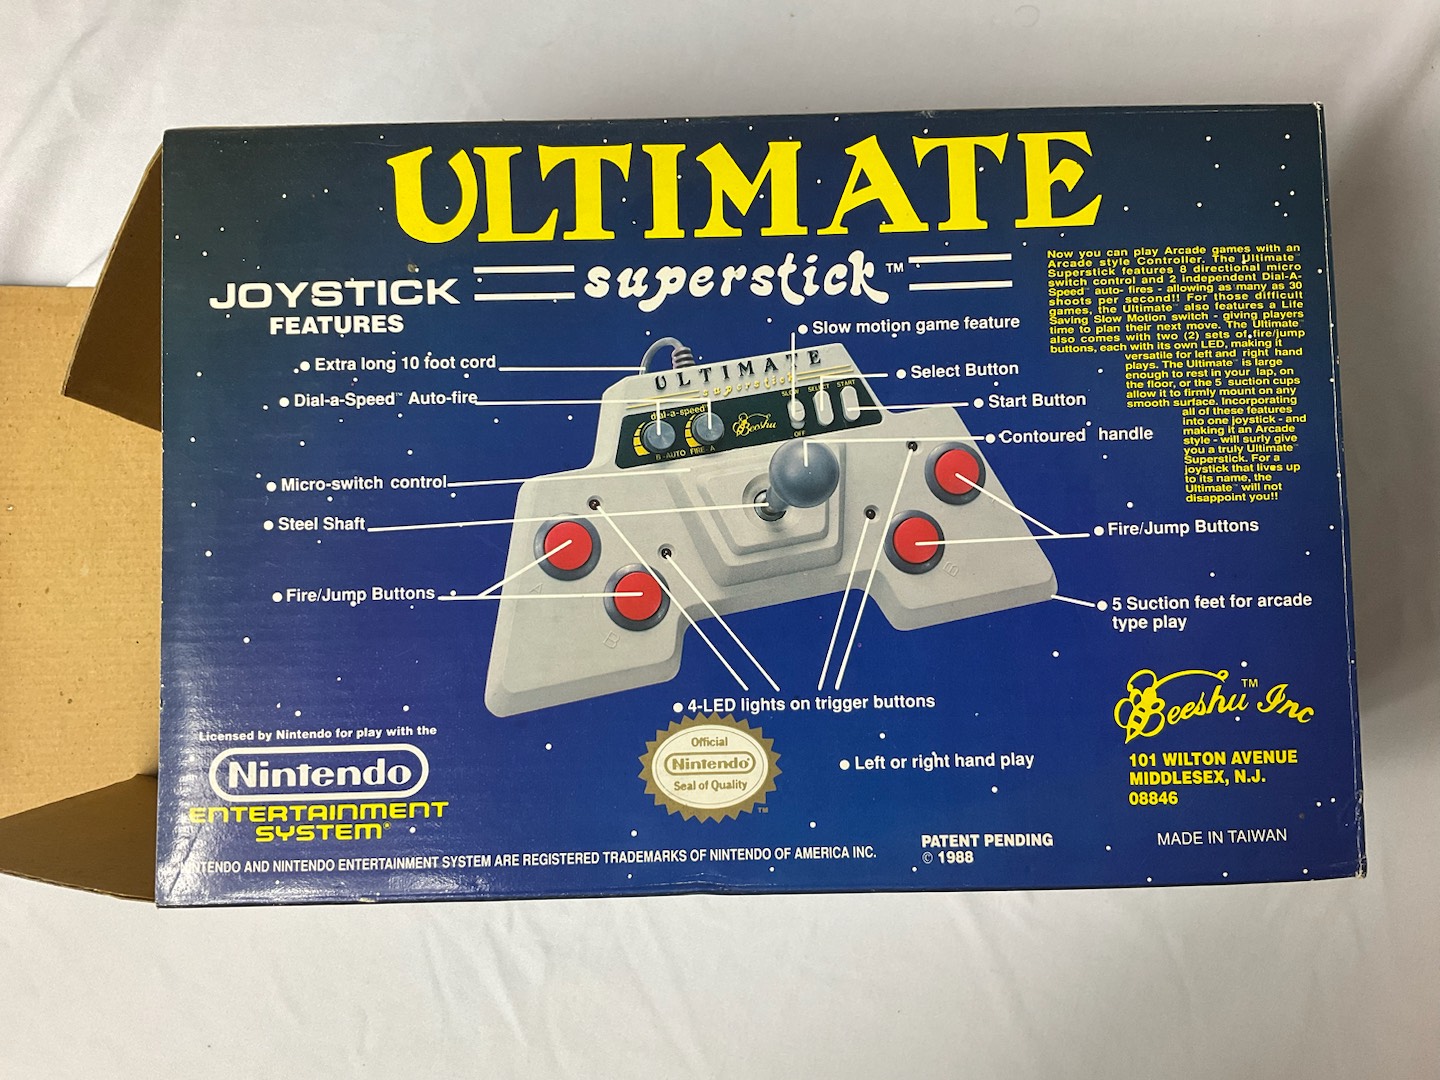 ULTIMATE
superstick™
JOYSTICK
FEATURES
Now you can play Arcade games with an
Arcade style Controller. The Ultimate™
Superstick features 8 directional micro
switch control and 2 independent Dial-A-
Speed™ auto- fires - allowing as many as 30
shoots per second!! For those difficult
games, the Ultimate™ also features a Life
Saving Slow Motion switch - giving players
time to plan their next move. The Ultimate™
also comes with two (2) sets of fire/jump
buttons, each with its own LED, making it
versatile for left and right hand
plays. The Ultimate™ is large
enough to rest in your lap, on
the floor, or the 5 suction cups
allow it to firmly mount on any
smooth surface. Incorporating
all of these features
into one joystick - and
making it an Arcade
style - will surly give
you a truly Ultimate™
Superstick. For a
joystick that lives up
to its name, the
Ultimate™ will not
disappoint you!!
• Slow motion game feature
• Extra long 10 foot cord
• Select Button
• Dial-a-Speed™ Auto-fire
• Start Button
• Contoured handle
• Micro-switch control
• Steel Shaft
• Fire/Jump Buttons
• Fire/Jump Buttons
• 5 Suction feet for arcade
type play
• 4-LED lights on trigger buttons
• Left or right hand play
ULTIMATE
superstick
dial-a-speed™
B-AUTO FIRE A
Beeshu
SLOW
SELECT
START
OFF
A
B
B
Licensed by Nintendo for play with the
Nintendo
ENTERTAINMENT
SYSTEM®
Official
Nintendo®
Seal of Quality
™
Beeshu™ Inc
101 WILTON AVENUE
MIDDLESEX, N.J.
08846
MADE IN TAIWAN
PATENT PENDING
© 1988
NINTENDO AND NINTENDO ENTERTAINMENT SYSTEM ARE REGISTERED TRADEMARKS OF NINTENDO OF AMERICA INC.